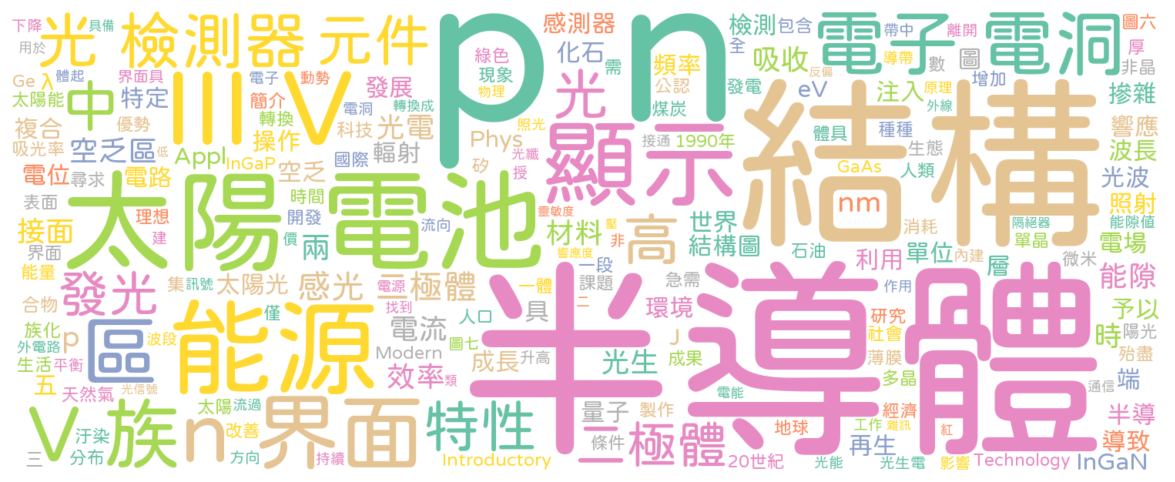 下降 具備
用於
光 檢測器 元件
p n
感測器
綠色 化石 需
現象
檢測 包含 全
吸收
電子 電洞
帶中 離開 圖六
反偏 導帶 數 圖 厚
非晶
Ge 入 體起 界面具 電子 動勢
物理
太陽能 中 特定 簡介 電洞 轉換成
III V
發展
光
頻率
公認
煤炭
發電 eV 增加 原理
外線
注入 摻雜
複合 優勢 轉換
操作
科技 光電
Phys 照光
矽 光纖
授
顯示
接通 1990年
體具 種種
生態
結構
響應
吸光率 空乏區 低 Appl InGaP 空乏 國際 輻射
GaAs 人類 波長
電位 尋求 電路
太陽電池
時間
開發 流向
價 兩
靈敏度
材料 非 壓
響應度
高
世界
結構圖
nm
消耗
光波
照射
隔絕器 能隙值
單晶 電場
表面 理想
接面 建
界面
能量
石油 利用 單位 內建
層 微米
發光 集 訊號 太陽光 感光 二極體
電源
找到
一段
一體 課題 急需
環境
能隙
作用
合物
族化
外電路 p
區
能源
僅 電流 人口 具
圖七
J 研究
社會
予以
時 陽光
半導體
生活 平衡 波段
Modern
成長 升高 光生 成果 薄膜
多晶
殆盡
五 天然氣 光信號 效率 類
電能
通信 端
V族 n 界面
太陽 流過
改善
特性
量子 製作
二極體
條件
地球
經濟
工作 雜訊
再生
半導
導致
三 汙染
分布 方向 持續
Introductory
20世紀 光能 光生電 紅
影響 Technology InGaN
二